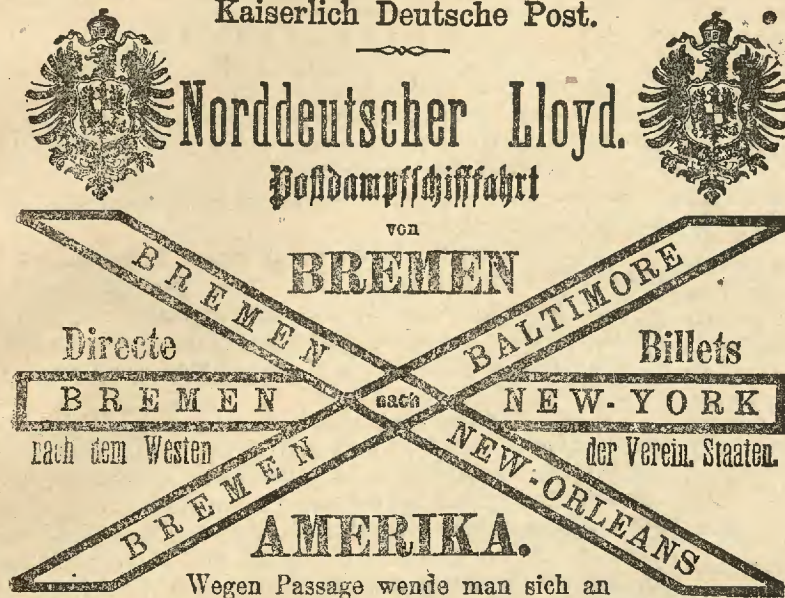 Kaiserlich Deutsche Post.
Norddeutscher Lloyd.
Postdampfschifffahrt
von
BREMEN
BREMEN
BALTIMORE
Directe Billets
BREMEN nach NEW-YORK
nach dem Westen der Verein. Staaten.
BREMEN
NEW-ORLEANS
AMERIKA.
Wegen Passage wende man sich an